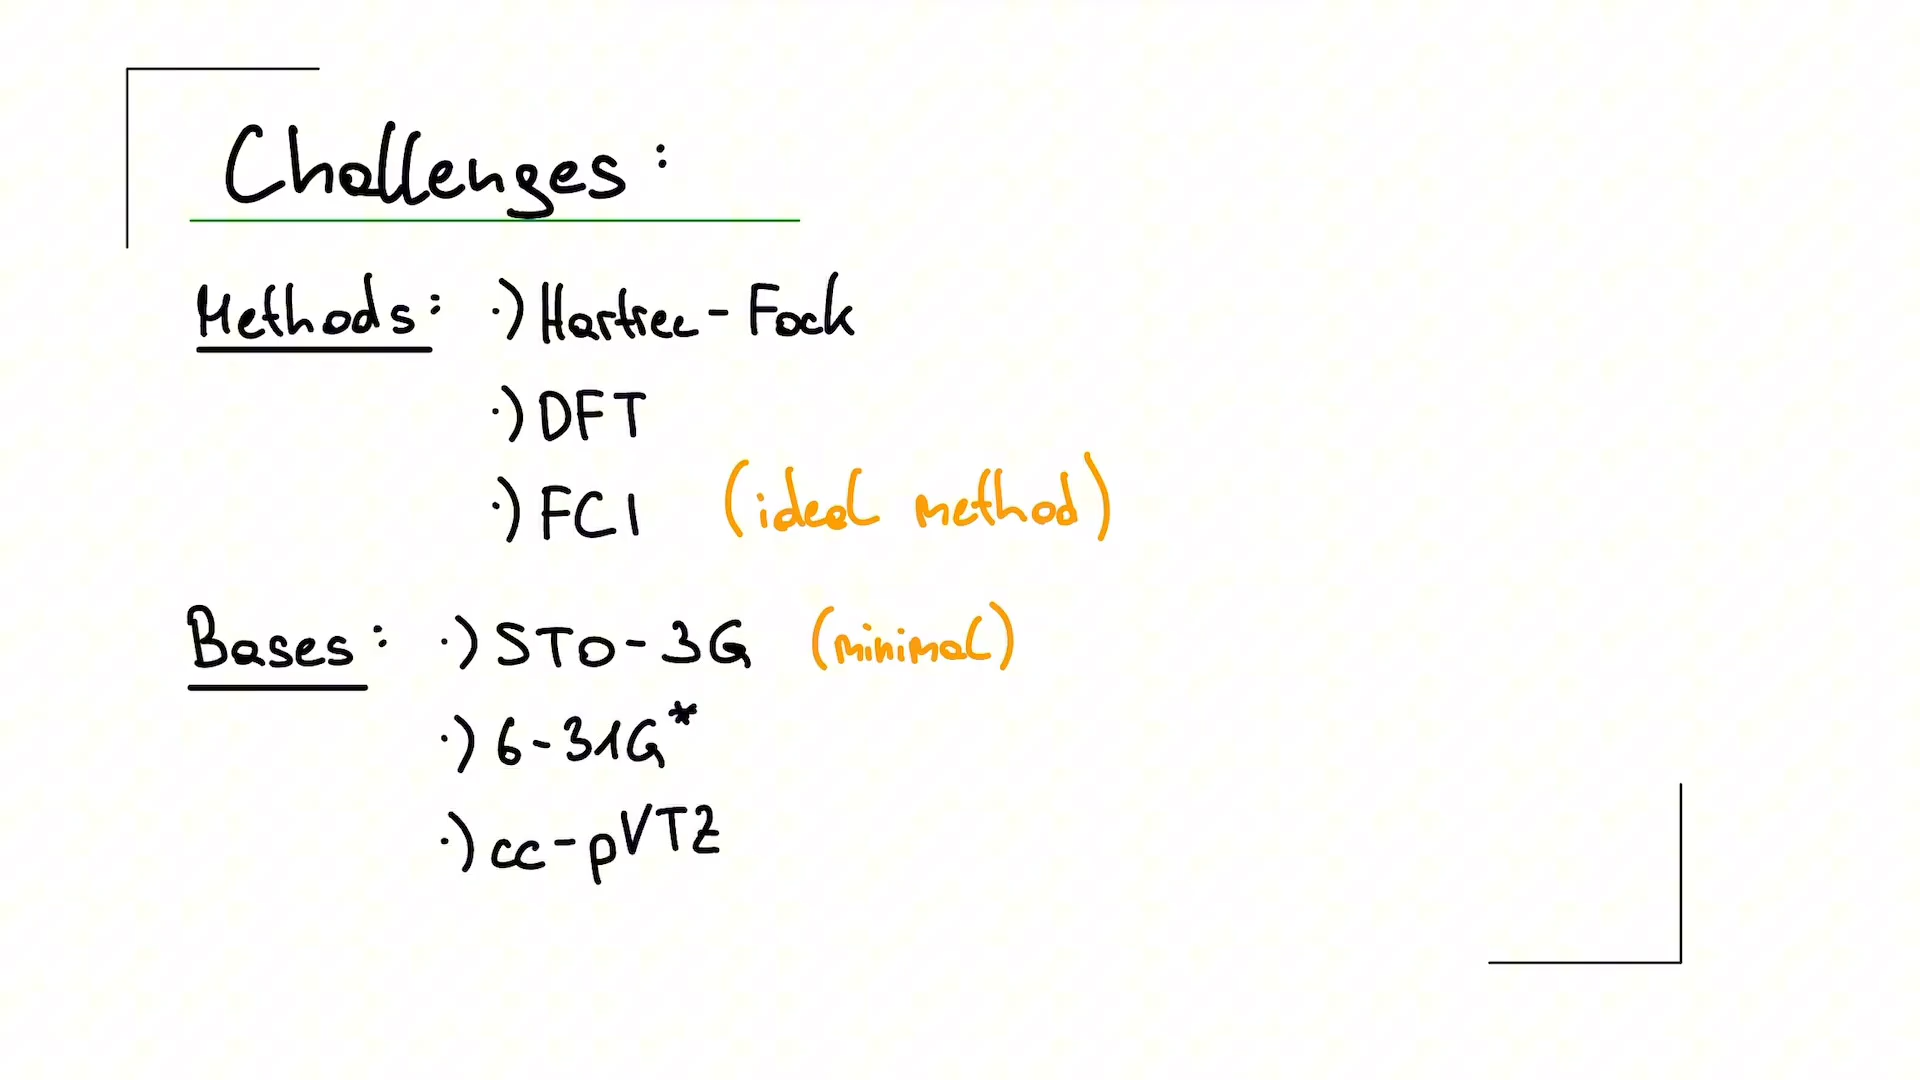 Challenges:
Methods: ·) Hartree-Fock
·) DFT
·) FCI (ideal method)
Bases: ·) STO-3G (minimal)
·) 6-31G*
·) cc-pVTZ